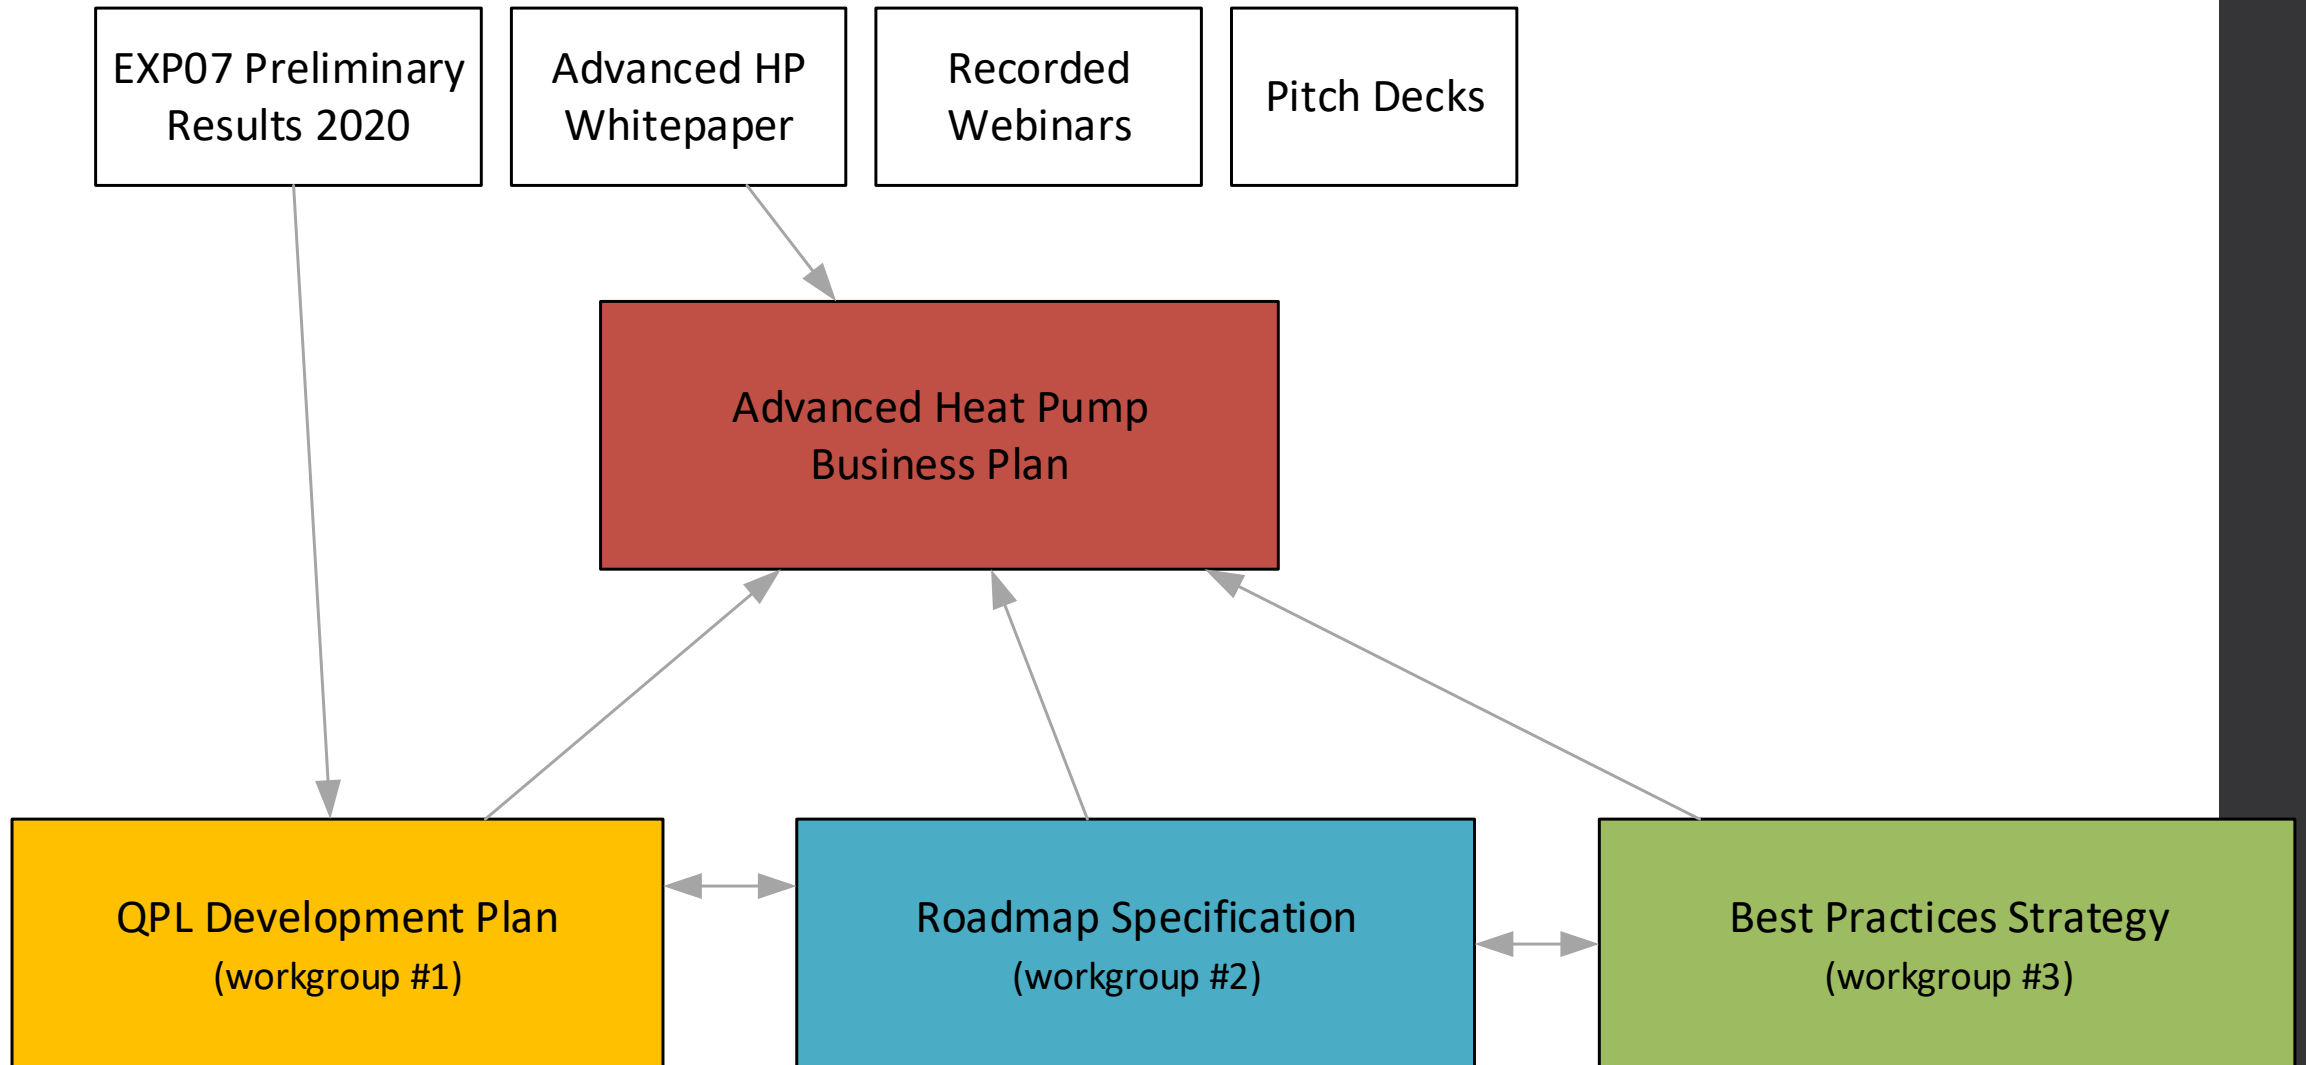 EXP07 Preliminary
Results 2020
Advanced HP
Whitepaper
Recorded
Webinars
Pitch Decks
Advanced Heat Pump
Business Plan
QPL Development Plan
(workgroup #1)
Roadmap Specification
(workgroup #2)
Best Practices Strategy
(workgroup #3)